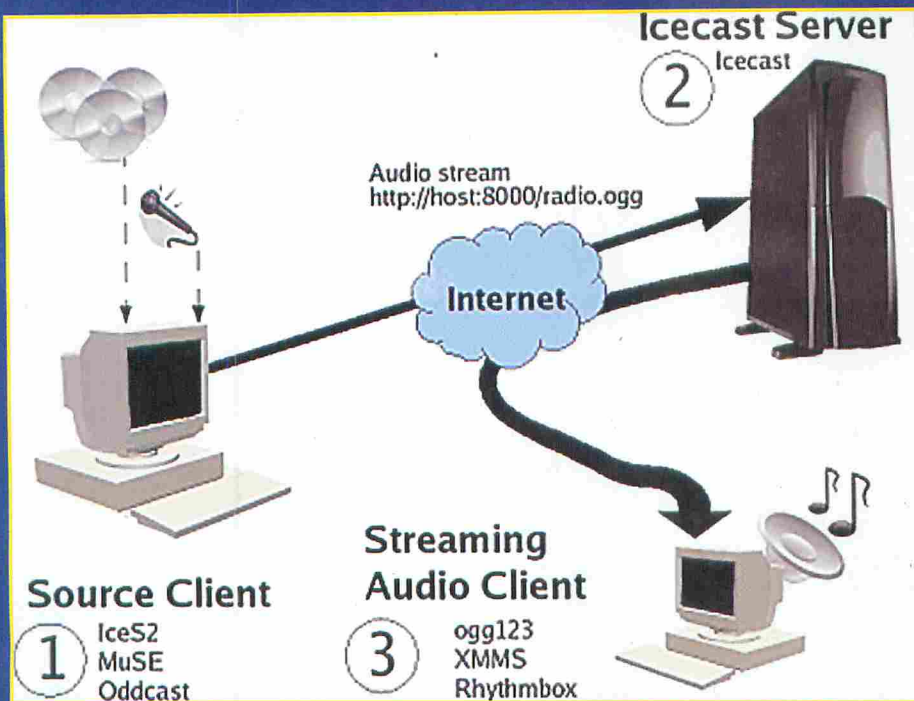 Icecast Server
2
Icecast
Audio stream
http://host:8000/radio.ogg
Internet
Source Client
1
IceS2
MuSE
Oddcast
Streaming
Audio Client
3
ogg123
XMMS
Rhythmbox